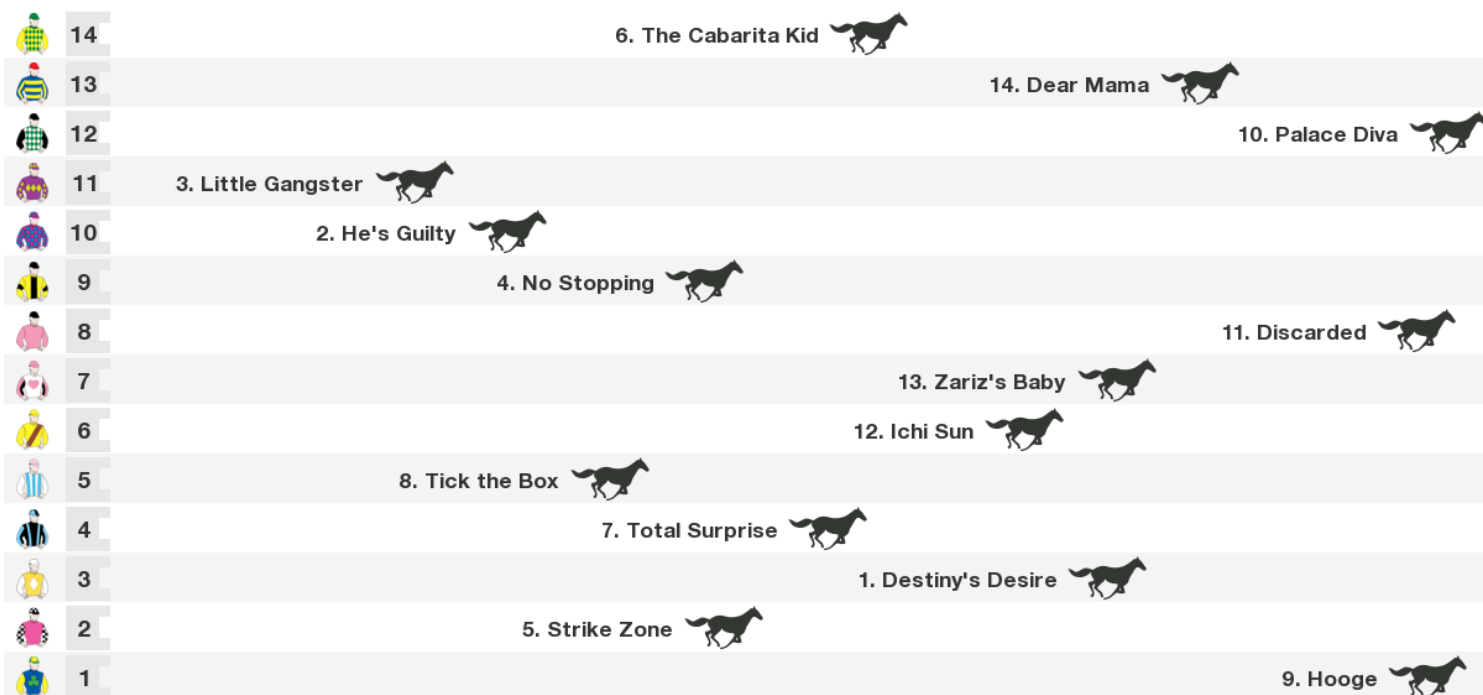 14 6. The Cabarita Kid
13 14. Dear Mama
12 10. Palace Diva
11 3. Little Gangster
10 2. He's Guilty
9 4. No Stopping
8 11. Discarded
7 13. Zariz's Baby
6 12. Ichi Sun
5 8. Tick the Box
4 7. Total Surprise
3 1. Destiny's Desire
2 5. Strike Zone
1 9. Hooge